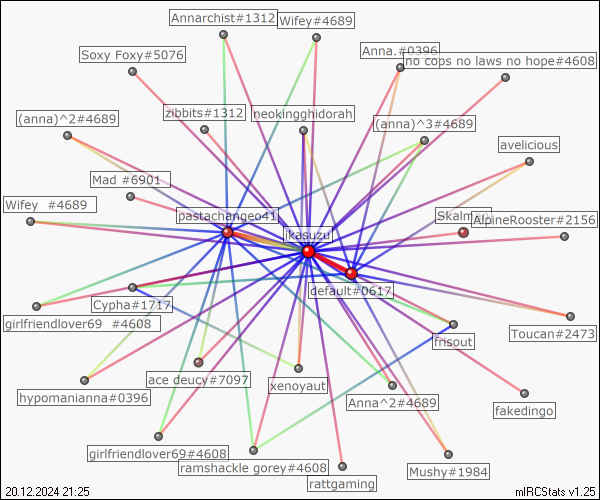 Annarchist#1312
Wifey#4689
Anna.#0396
Soxy Foxy#5076
no cops no laws no hope#4608
zibbits#1312
neokingghidorah
(anna)^2#4689
(anna)^3#4689
avelicious
Mad #6901
Wifey #4689
pastachangeo41
Skalm
AlpineRooster#2156
jkasuzu
default#0617
Cypha#1717
girlfriendlover69 #4608
Toucan#2473
frisout
ace deucy#7097
xenoyaut
hypomanianna#0396
Anna^2#4689
fakedingo
girlfriendlover69#4608
ramshackle gorey#4608
Mushy#1984
rattgaming
20.12.2024 21:25
mIRCStats v1.25